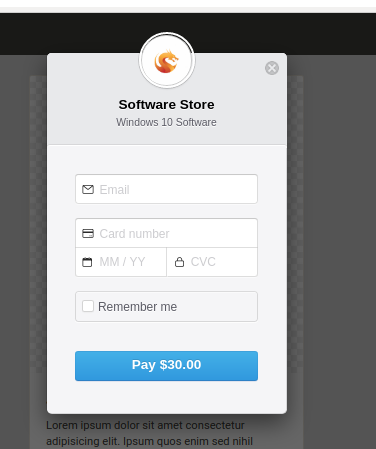 Software Store
Windows 10 Software
Email
Card number
MM / YY
CVC
Remember me
Pay $30.00
Lorem ipsum dolor sit amet consectetur
adipisicing elit. Ipsum quos enim sed nihil